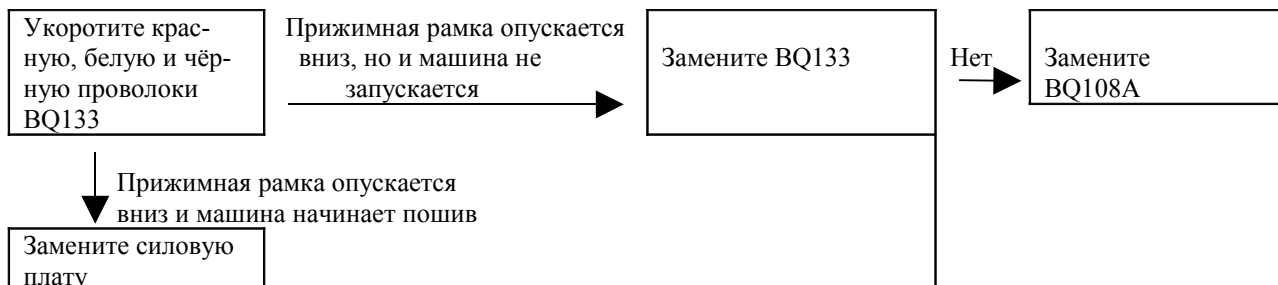 Укоротите крас-
ную, белую и чёр-
ную проволоки
BQ133
Прижимная рамка опускается
вниз, но и машина не
запускается
Замените BQ133
Нет
Замените
BQ108A
Прижимная рамка опускается
вниз и машина начинает пошив
Замените силовую
плату